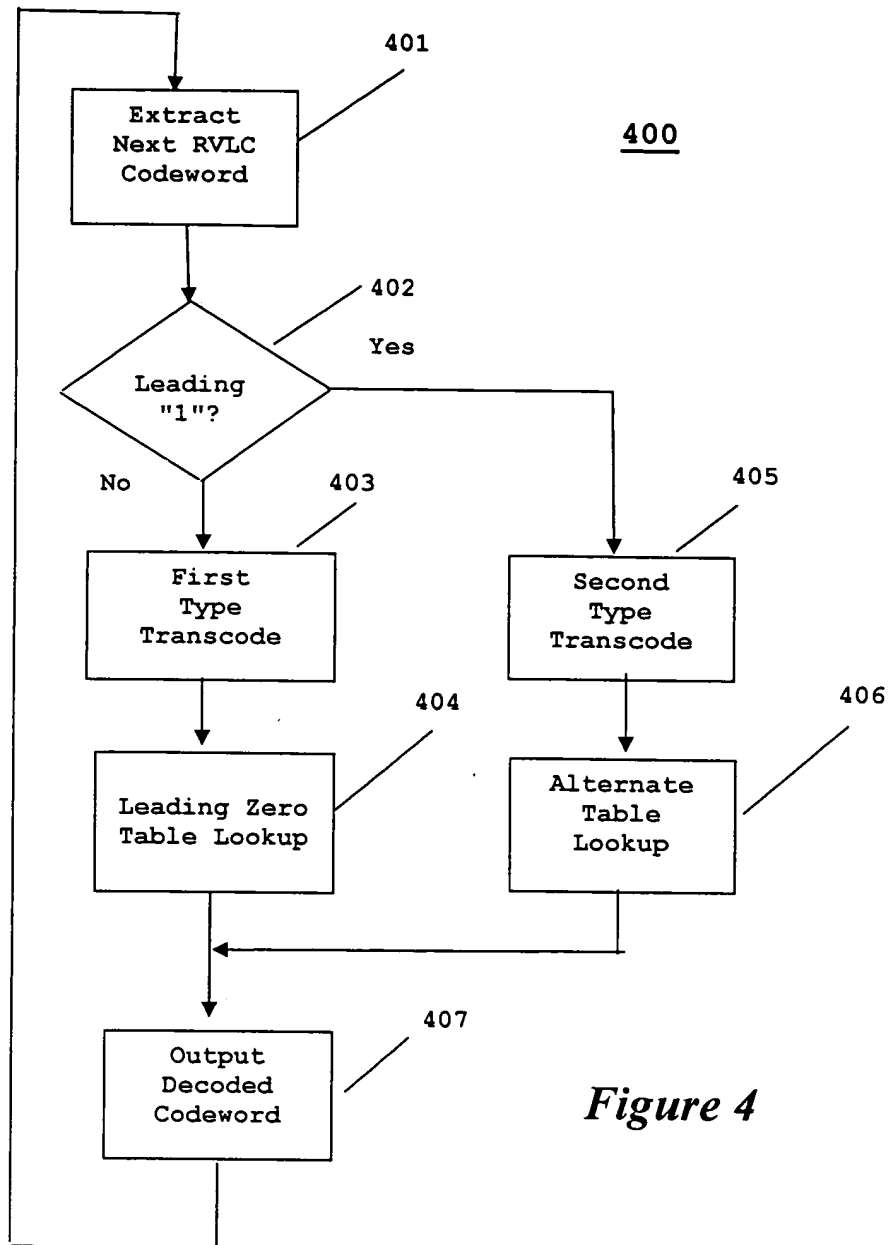 401
Extract
Next RVLC
Codeword
400
402
Yes
Leading
"1"?
No
403
405
First
Type
Transcode
Second
Type
Transcode
404
406
Leading Zero
Table Lookup
Alternate
Table
Lookup
407
Output
Decoded
Codeword
Figure 4